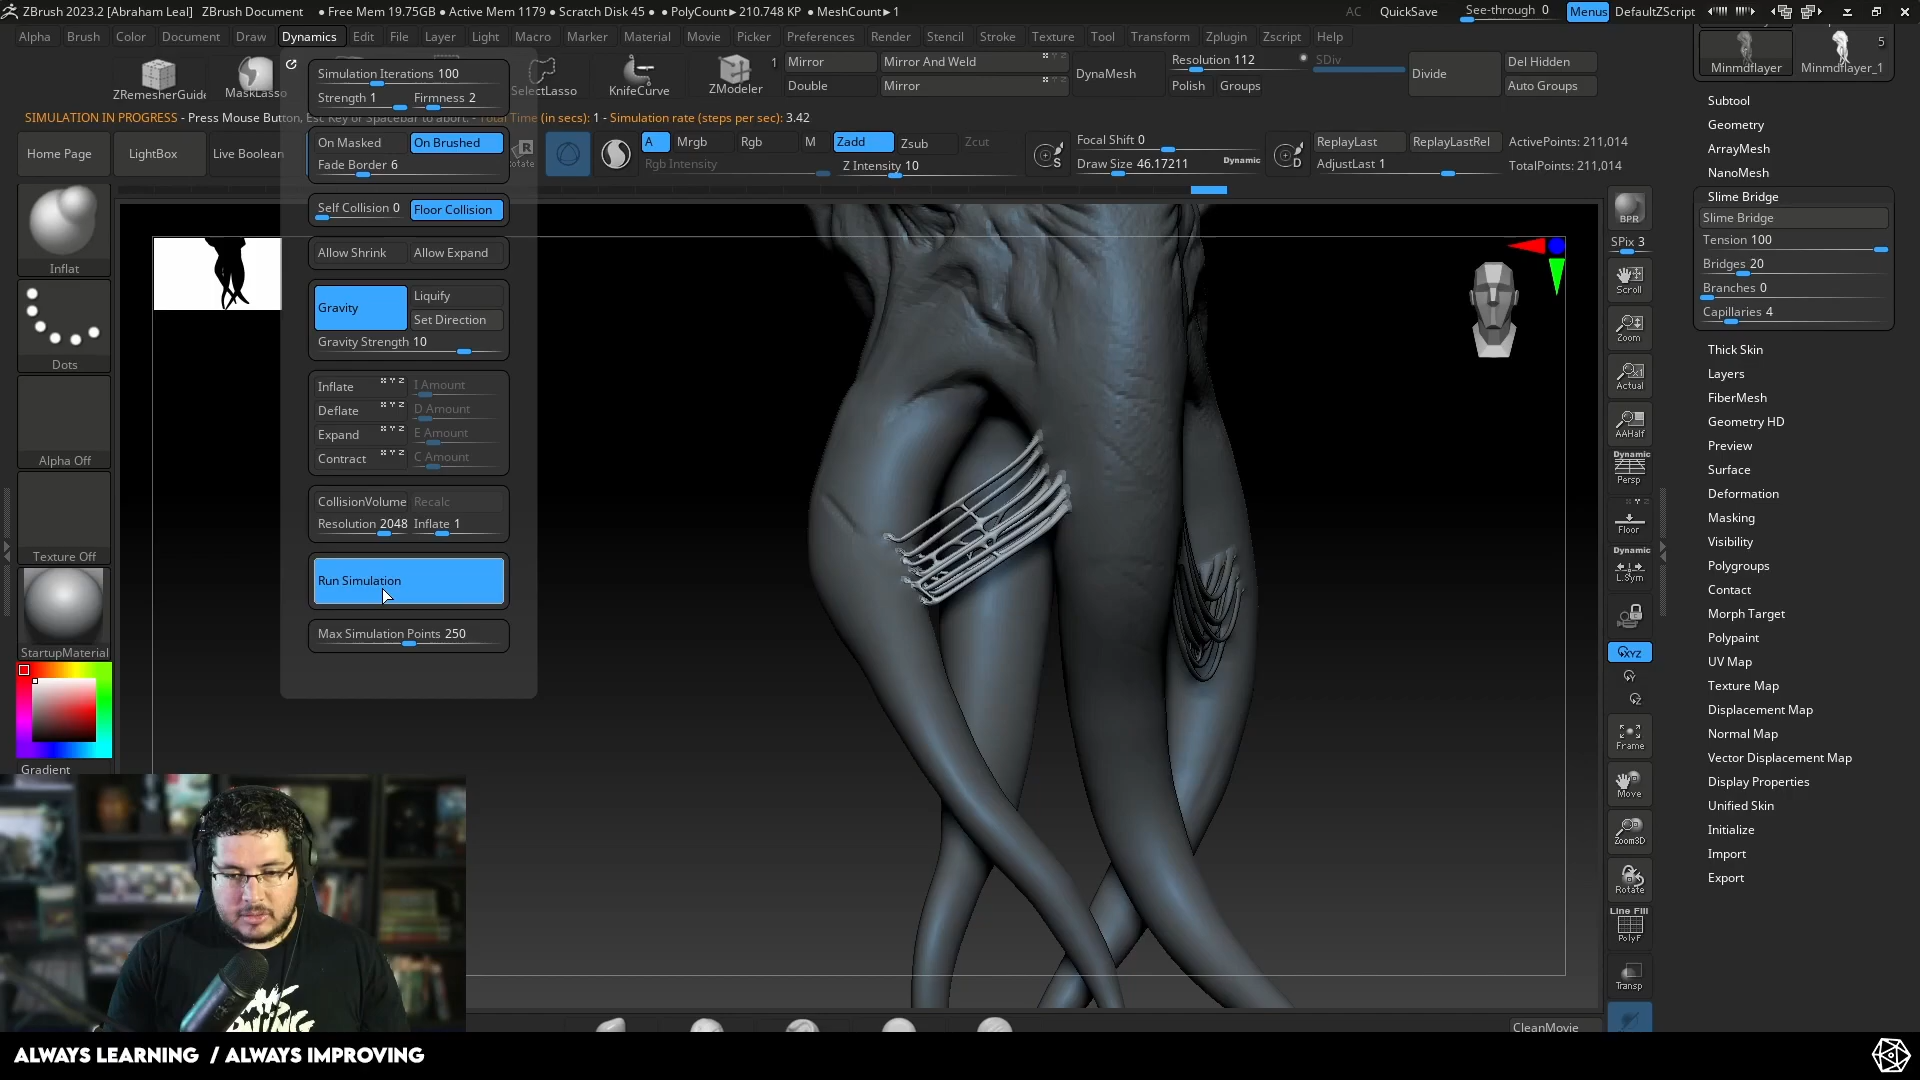 ZBrush 2023.2 [Abraham Leal] ZBrush Document ● Free Mem 19.75GB ● Active Mem 1179 ● Scratch Disk 45 ● ● PolyCount► 210.748 KP ● MeshCount► 1 AC QuickSave See-through 0 Menus DefaultZScript
Alpha Brush Color Document Draw Dynamics Edit File Layer Light Macro Marker Material Movie Picker Preferences Render Stencil Stroke Texture Tool Transform Zplugin Zscript Help
ZRemesherGuide MaskLasso SelectLasso KnifeCurve ZModeler 1
Mirror Mirror And Weld
Double Mirror
DynaMesh
Resolution 112
Polish Groups
SDiv
Divide
Del Hidden
Auto Groups
SIMULATION IN PROGRESS - Press Mouse Button, Esc Key or Spacebar to abort. - Total Time (in secs): 1 - Simulation rate (steps per sec): 3.42
Home Page LightBox Live Boolean
A Mrgb Rgb M Zadd Zsub Zcut
Rgb Intensity Z Intensity 10
Focal Shift 0
Draw Size 46.17211 Dynamic
S
D
ReplayLast ReplayLastRel
AdjustLast 1
ActivePoints: 211,014
TotalPoints: 211,014
Simulation Iterations 100
Strength 1 Firmness 2
On Masked On Brushed
Fade Border 6
Self Collision 0 Floor Collision
Allow Shrink Allow Expand
Gravity Liquify
Set Direction
Gravity Strength 10
Inflate I Amount
Deflate D Amount
Expand E Amount
Contract C Amount
CollisionVolume Recalc
Resolution 2048 Inflate 1
Run Simulation
Max Simulation Points 250
Inflat
Dots
Alpha Off
Texture Off
StartupMaterial
Gradient
BPR
SPix 3
Scroll
Zoom
Actual
AAHalf
Dynamic
Persp
Floor
Dynamic
L.Sym
XYZ
Y
Z
Frame
Move
Zoom3D
Rotate
Line Fill
PolyF
Transp
Minmdflayer Minmdflayer_1 5
Subtool
Geometry
ArrayMesh
NanoMesh
Slime Bridge
Slime Bridge
Tension 100
Bridges 20
Branches 0
Capillaries 4
Thick Skin
Layers
FiberMesh
Geometry HD
Preview
Surface
Deformation
Masking
Visibility
Polygroups
Contact
Morph Target
Polypaint
UV Map
Texture Map
Displacement Map
Normal Map
Vector Displacement Map
Display Properties
Unified Skin
Initialize
Import
Export
CleanMovie
ALWAYS LEARNING / ALWAYS IMPROVING